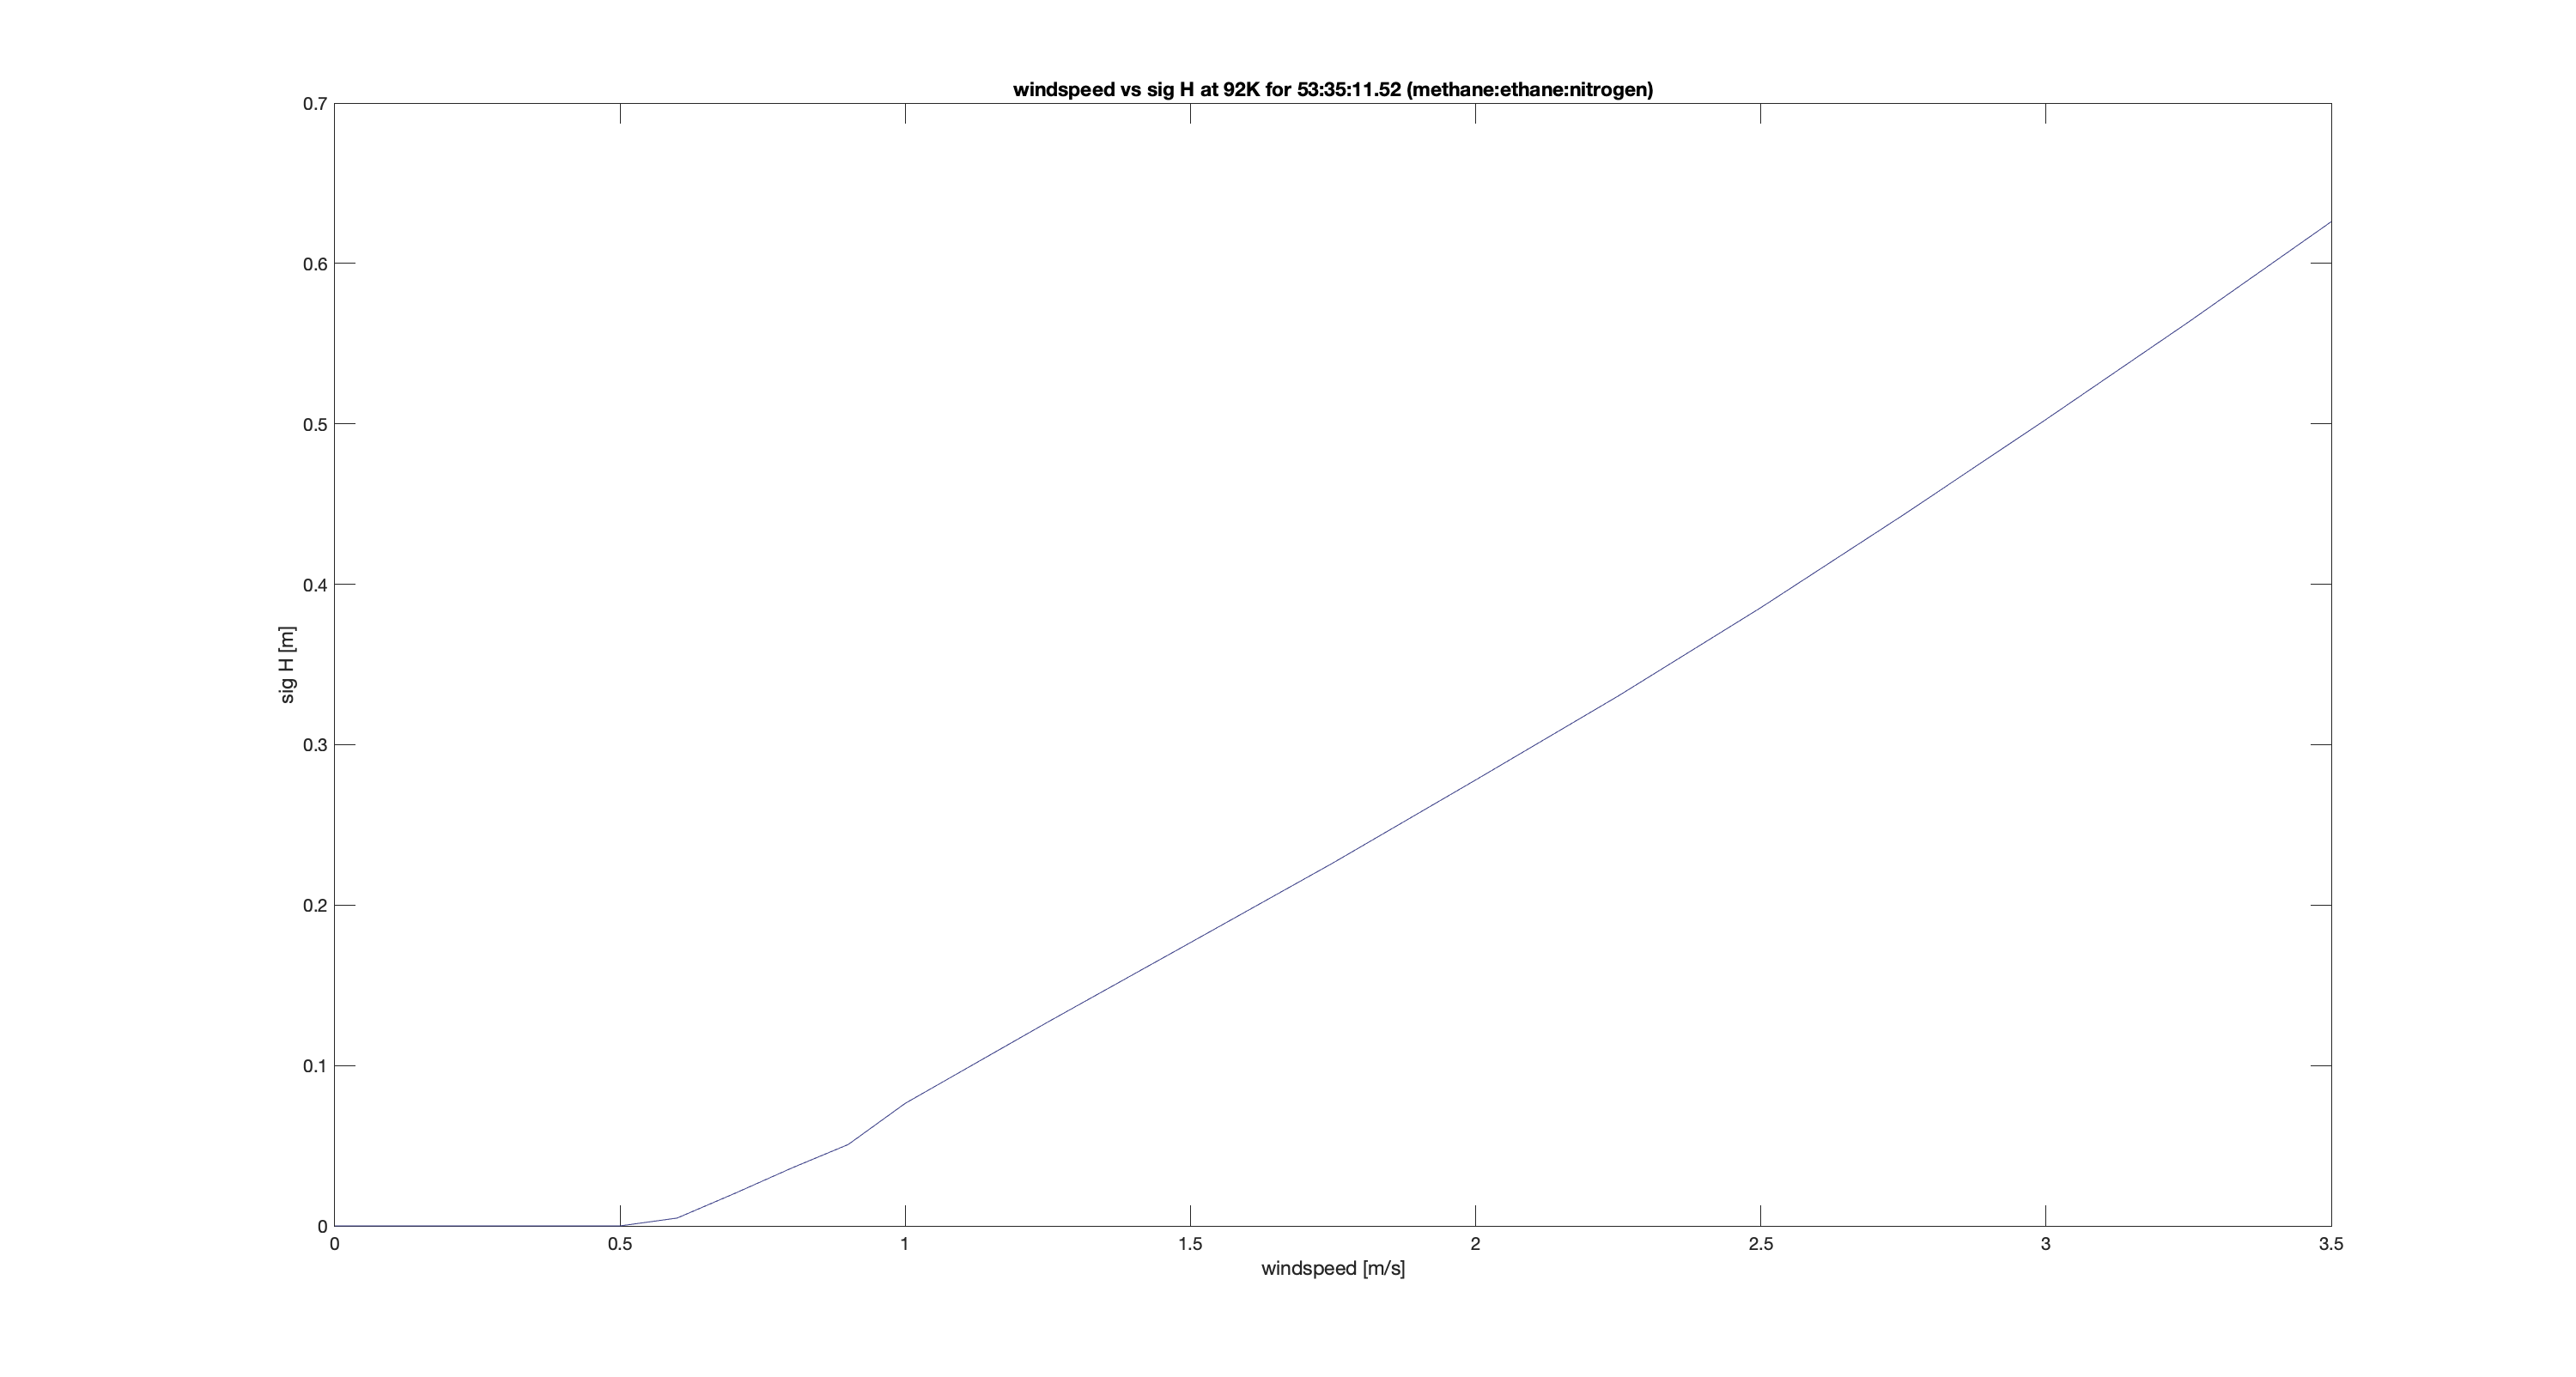 windspeed vs sig H at 92K for 53:35:11.52 (methane:ethane:nitrogen)
0.7
0.6
0.5
0.4
0.3
0.2
0.1
0
sig H [m]
0 0.5 1 1.5 2 2.5 3 3.5
windspeed [m/s]